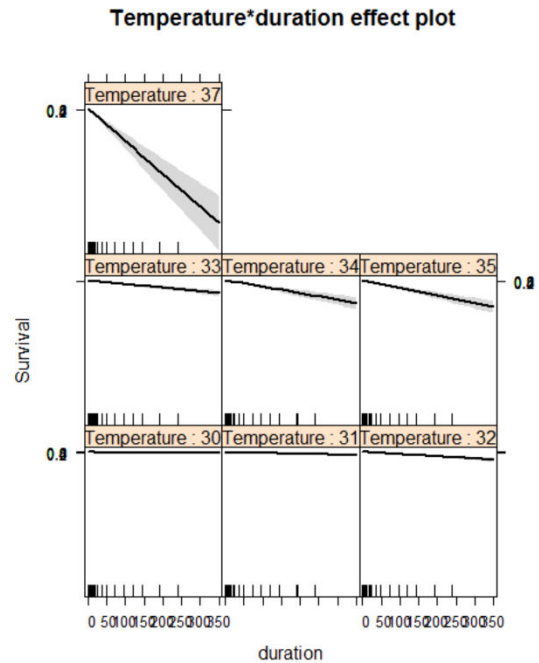 Temperature*duration effect plot
Temperature : 37
Temperature : 33
Temperature : 34
Temperature : 35
Survival
Temperature : 30
Temperature : 31
Temperature : 32
0 50 100 150 200 250 300 350
0 50 100 150 200 250 300 350
duration